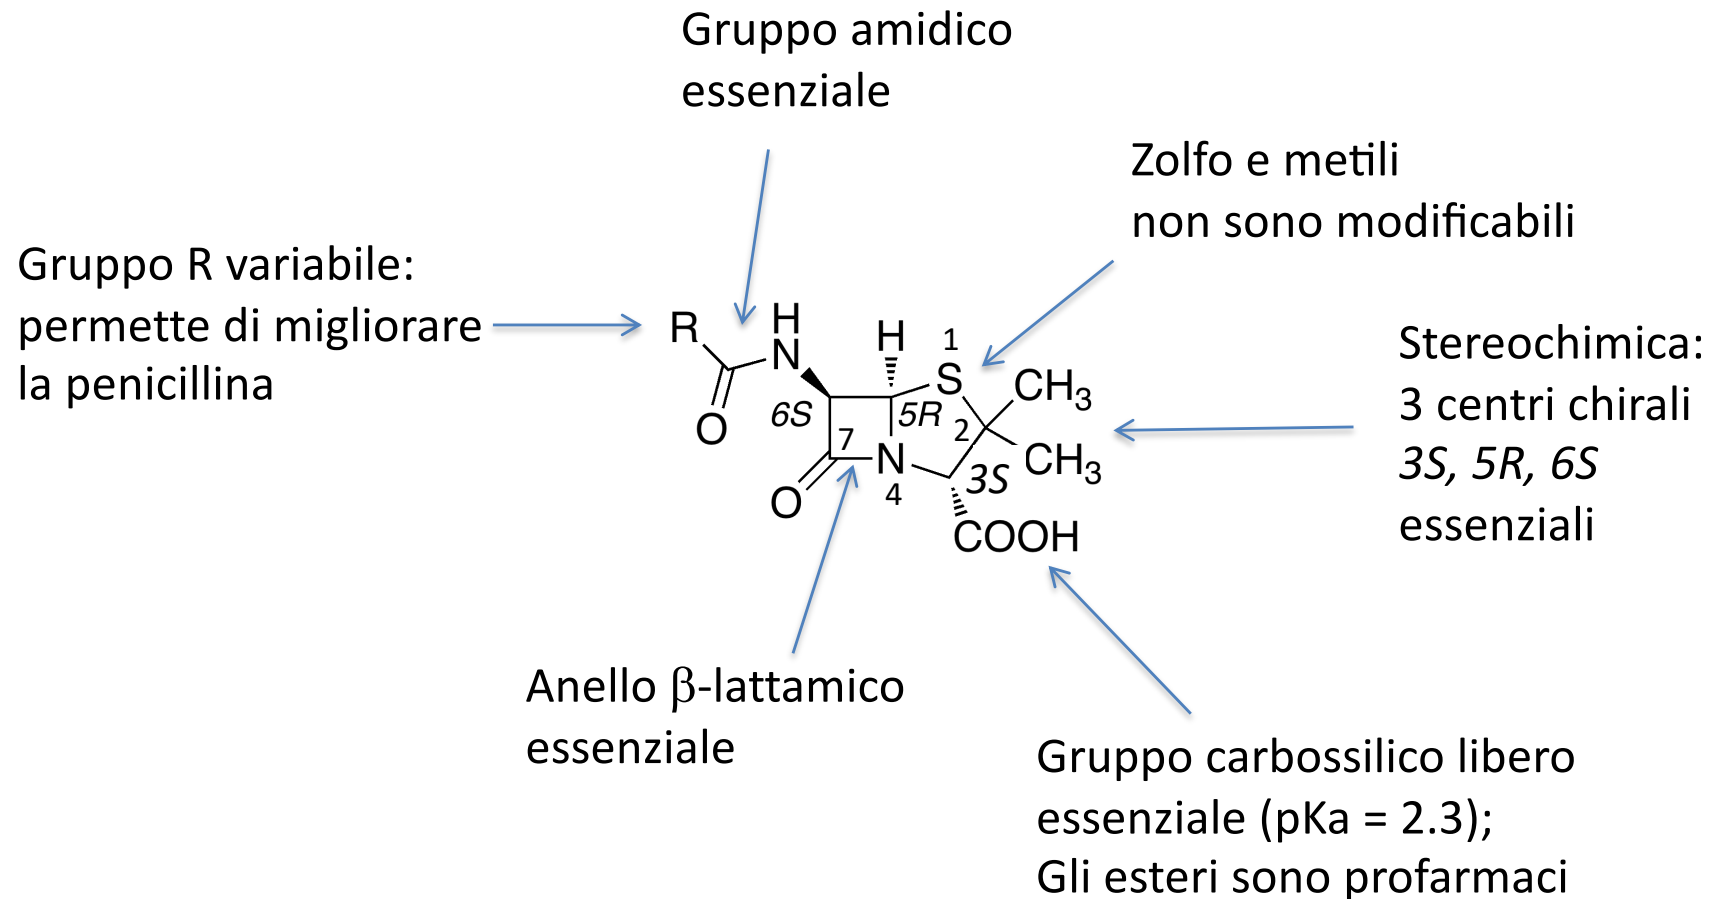 Gruppo amidico
essenziale
Zolfo e metili
non sono modificabili
Gruppo R variabile:
permette di migliorare
la penicillina
Stereochimica:
3 centri chirali
3S, 5R, 6S
essenziali
R
H
N
O
H
1
S
CH3
6S
5R
2
7
N
CH3
3S
O
4
COOH
Anello β-lattamico
essenziale
Gruppo carbossilico libero
essenziale (pKa = 2.3);
Gli esteri sono profarmaci